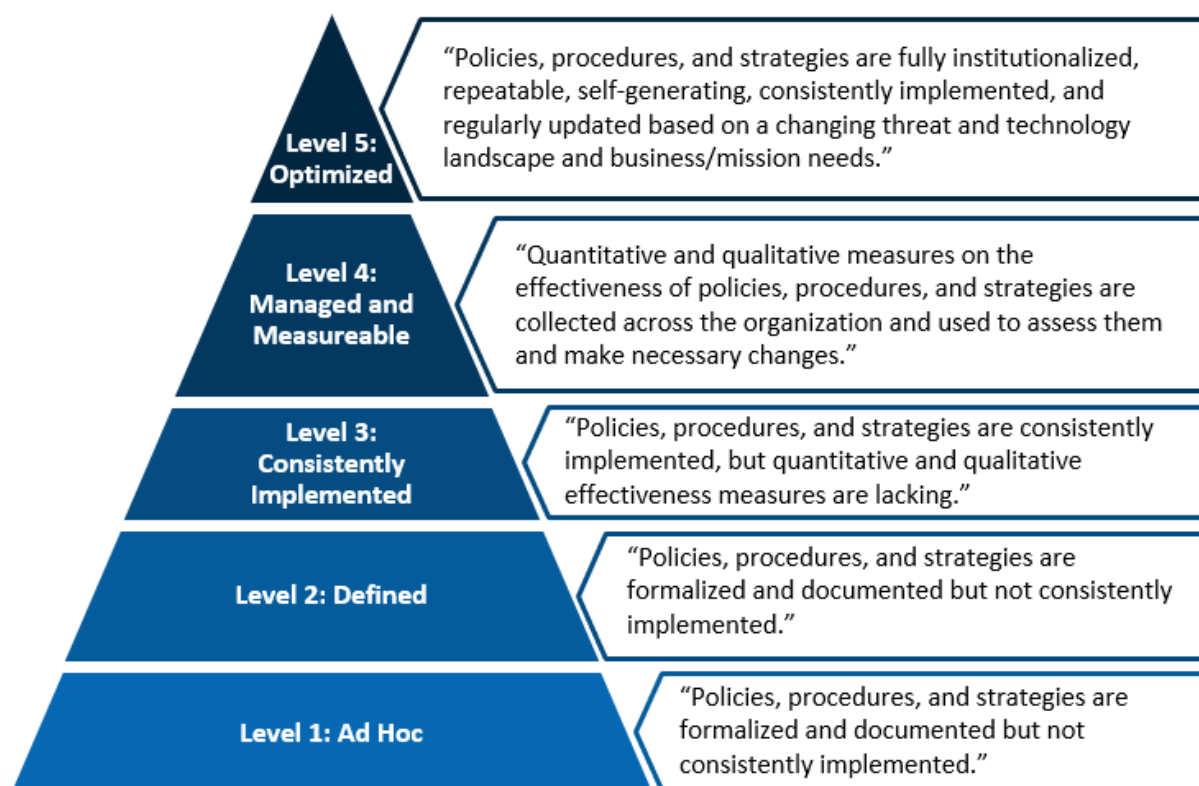 Level 5:
Optimized
“Policies, procedures, and strategies are fully institutionalized,
repeatable, self-generating, consistently implemented, and
regularly updated based on a changing threat and technology
landscape and business/mission needs.”
Level 4:
Managed and
Measureable
“Quantitative and qualitative measures on the
effectiveness of policies, procedures, and strategies are
collected across the organization and used to assess them
and make necessary changes.”
Level 3:
Consistently
Implemented
“Policies, procedures, and strategies are consistently
implemented, but quantitative and qualitative
effectiveness measures are lacking.”
Level 2: Defined
“Policies, procedures, and strategies are
formalized and documented but not consistently
implemented.”
Level 1: Ad Hoc
“Policies, procedures, and strategies are
formalized and documented but not
consistently implemented.”